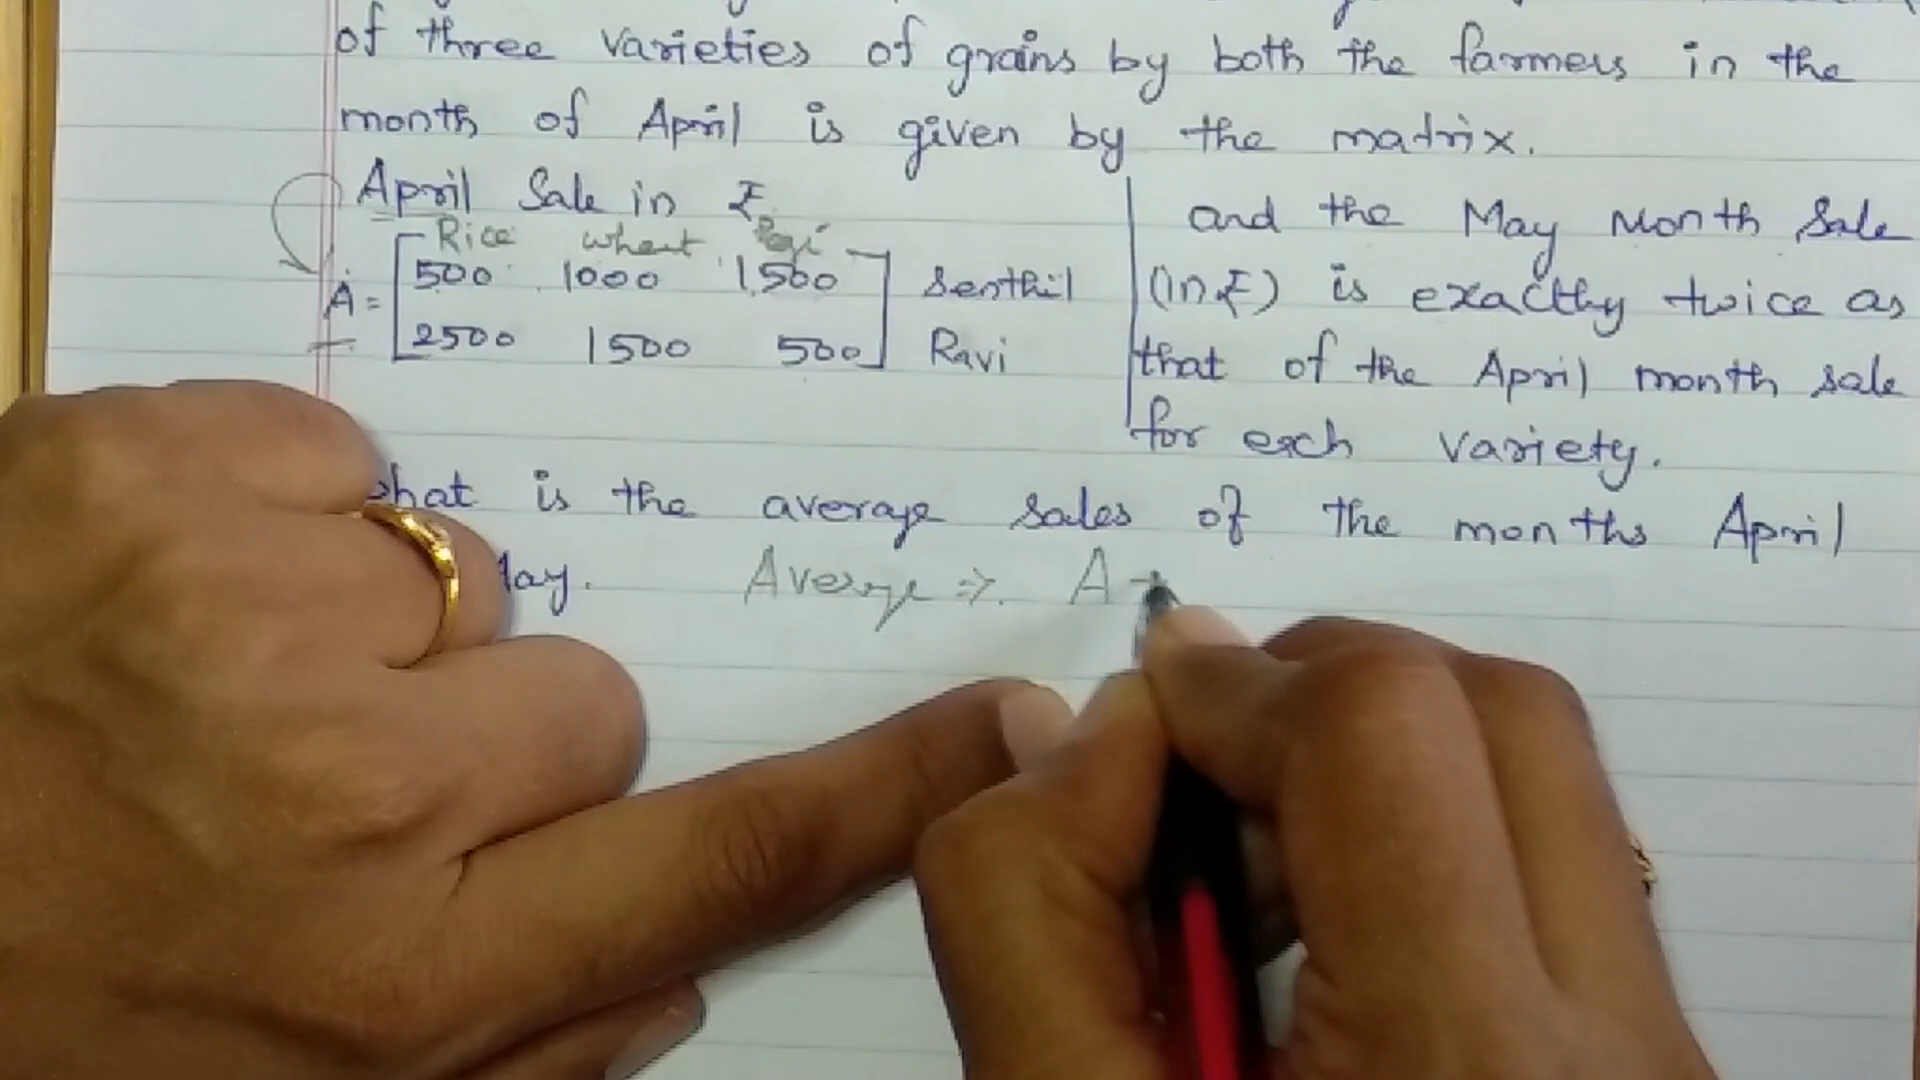 of three varieties of grains by both the farmers in the
month of April is given by the matrix.
April Sale in ₹
Rice wheat Ragi
A = [ 500 1000 1500 ] Senthil
[ 2500 1500 500 ] Ravi
and the May Month Sale
(in ₹) is exactly twice as
that of the April month sale
for each variety.
is the average sales of the months April
Average ⇒ A +